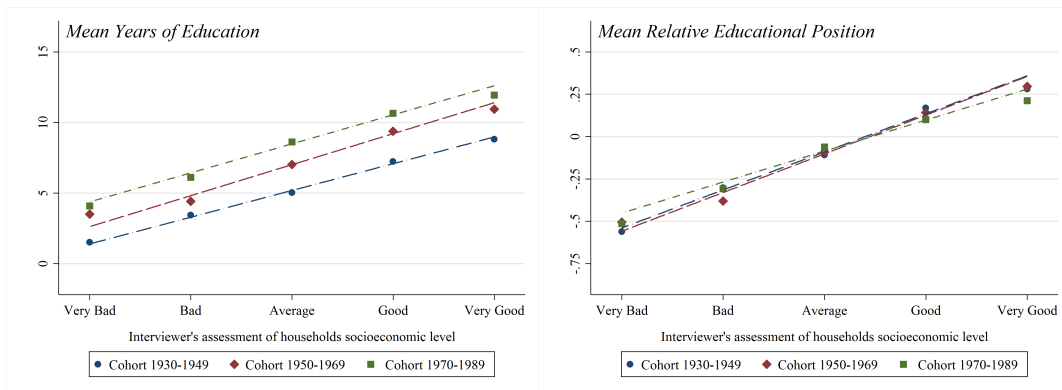 Mean Years of Education
15
10
5
0
Very Bad
Bad
Average
Good
Very Good
Interviewer's assessment of households socioeconomic level
Cohort 1930-1949
Cohort 1950-1969
Cohort 1970-1989
Mean Relative Educational Position
.5
.25
0
-.25
-.5
-.75
Very Bad
Bad
Average
Good
Very Good
Interviewer's assessment of households socioeconomic level
Cohort 1930-1949
Cohort 1950-1969
Cohort 1970-1989